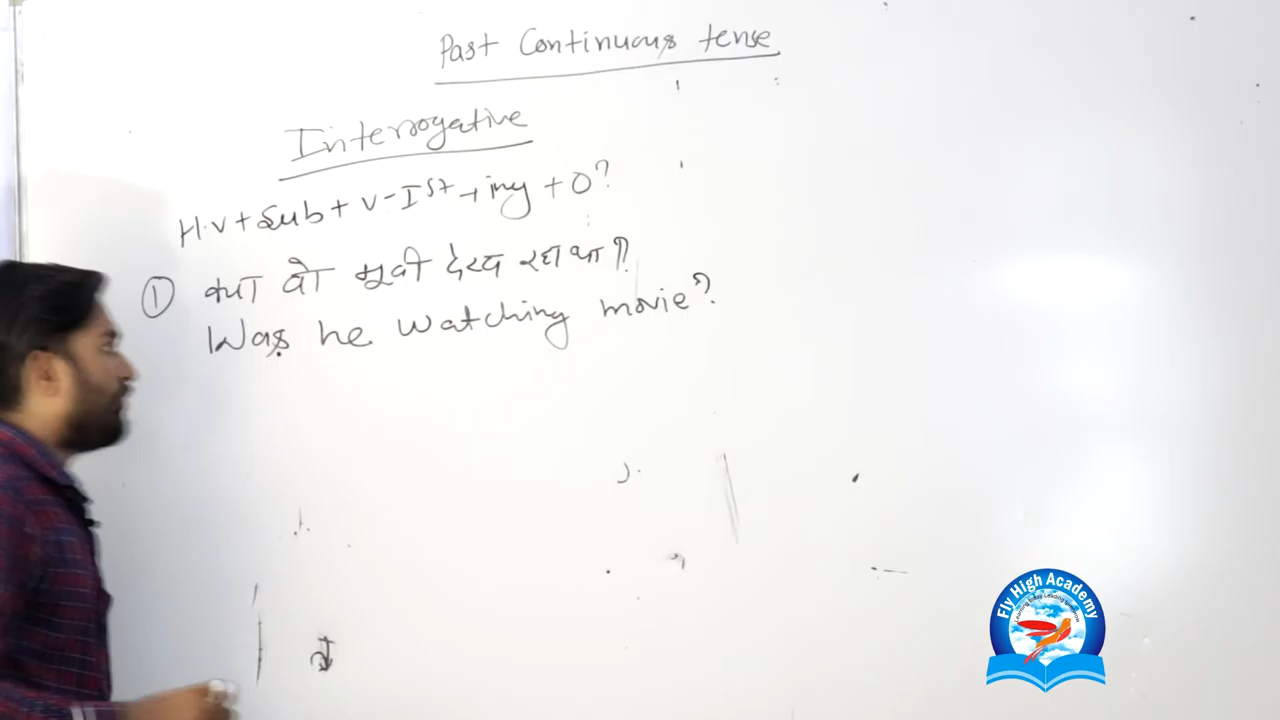 Past Continuous tense
Interrogative
H.V + Sub + V-Ist + ing + O?
① क्या वो मूवी देख रहा था?
Was he watching movie?
Fly High Academy